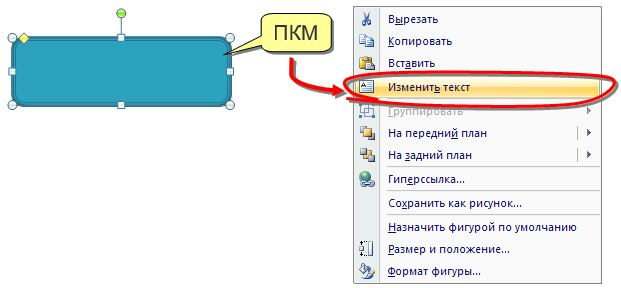 ПКМ
Вырезать
Копировать
Вставить
Изменить текст
Группировать
На передний план
На задний план
Гиперссылка...
Сохранить как рисунок...
Назначить фигурой по умолчанию
Размер и положение...
Формат фигуры...